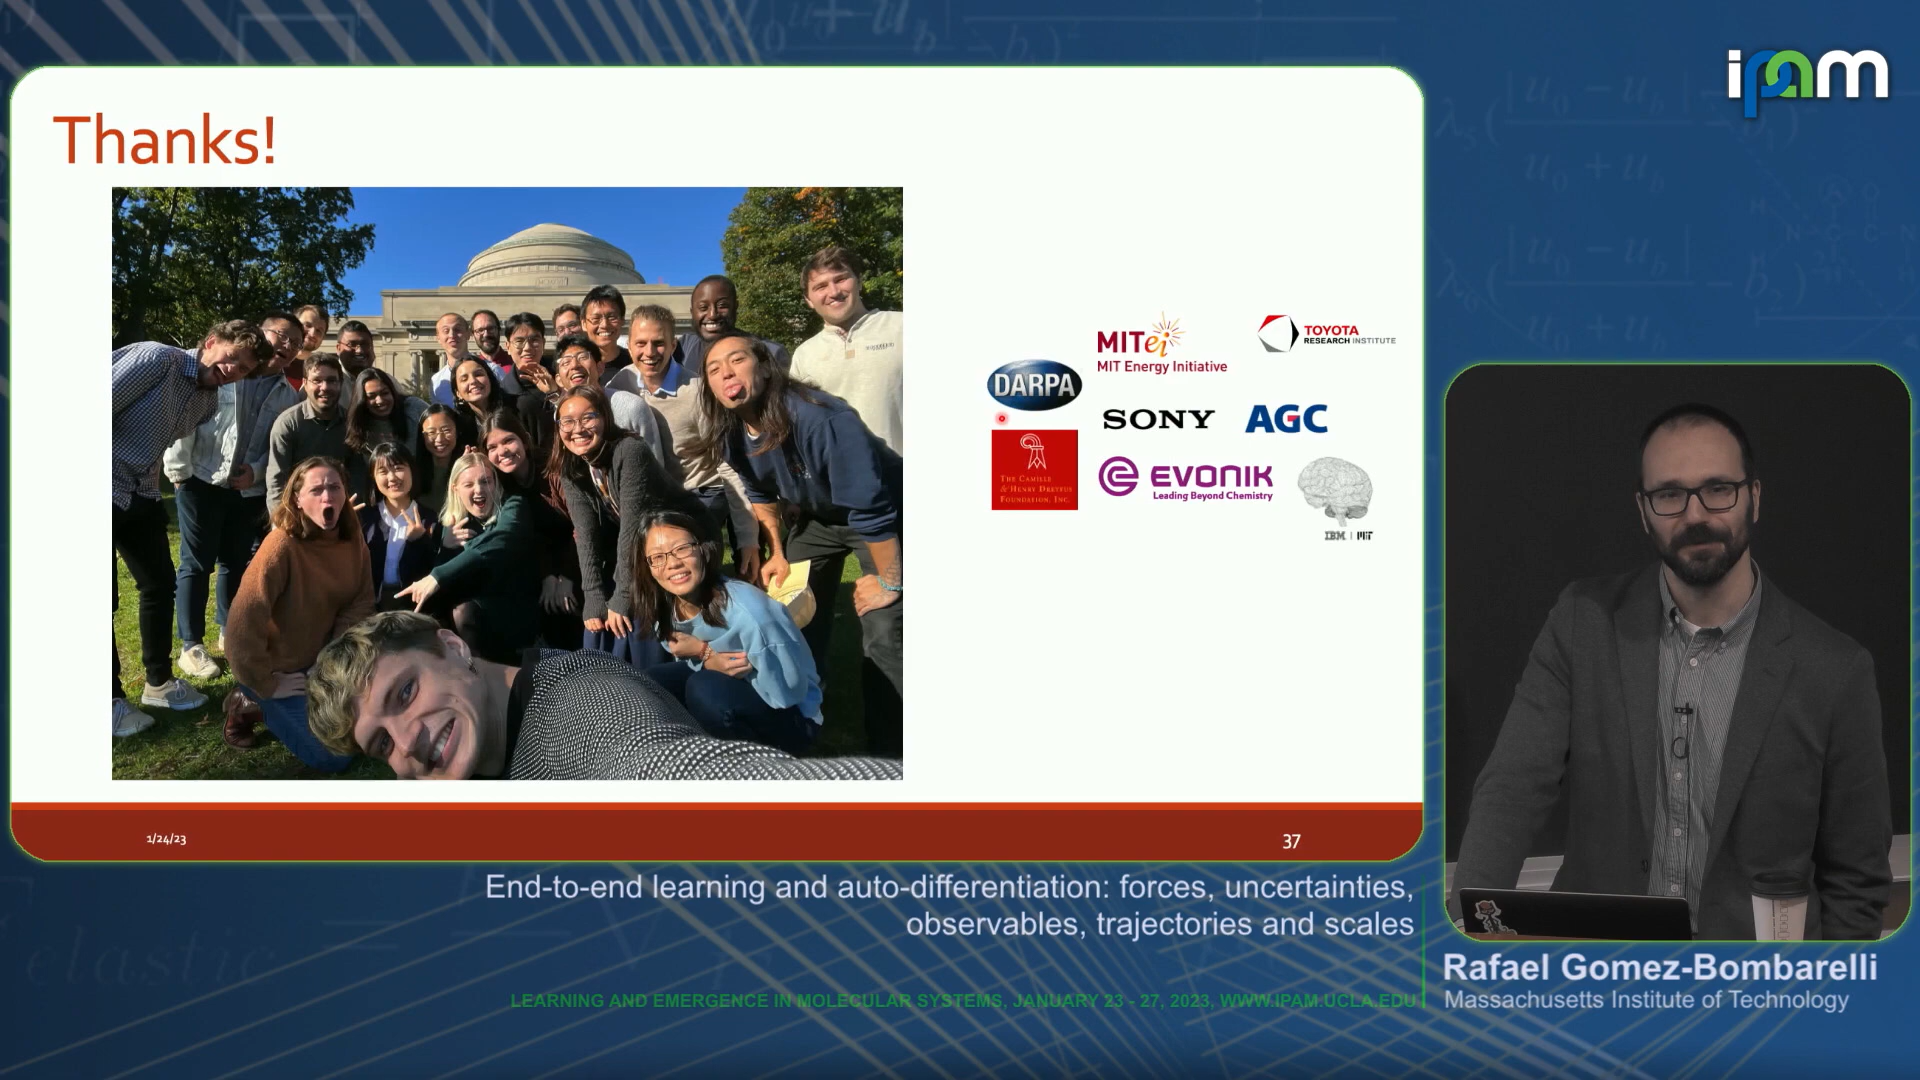 ipam
Thanks!
MITei
MIT Energy Initiative
TOYOTA
RESEARCH INSTITUTE
DARPA
SONY
AGC
THE CAMILLE
& HENRY DREYFUS
FOUNDATION, INC.
EVONIK
Leading Beyond Chemistry
IBM | MIT
1/24/23
37
End-to-end learning and auto-differentiation: forces, uncertainties,
observables, trajectories and scales
Rafael Gomez-Bombarelli
Massachusetts Institute of Technology
LEARNING AND EMERGENCE IN MOLECULAR SYSTEMS, JANUARY 23 - 27, 2023, WWW.IPAM.UCLA.EDU
elastic